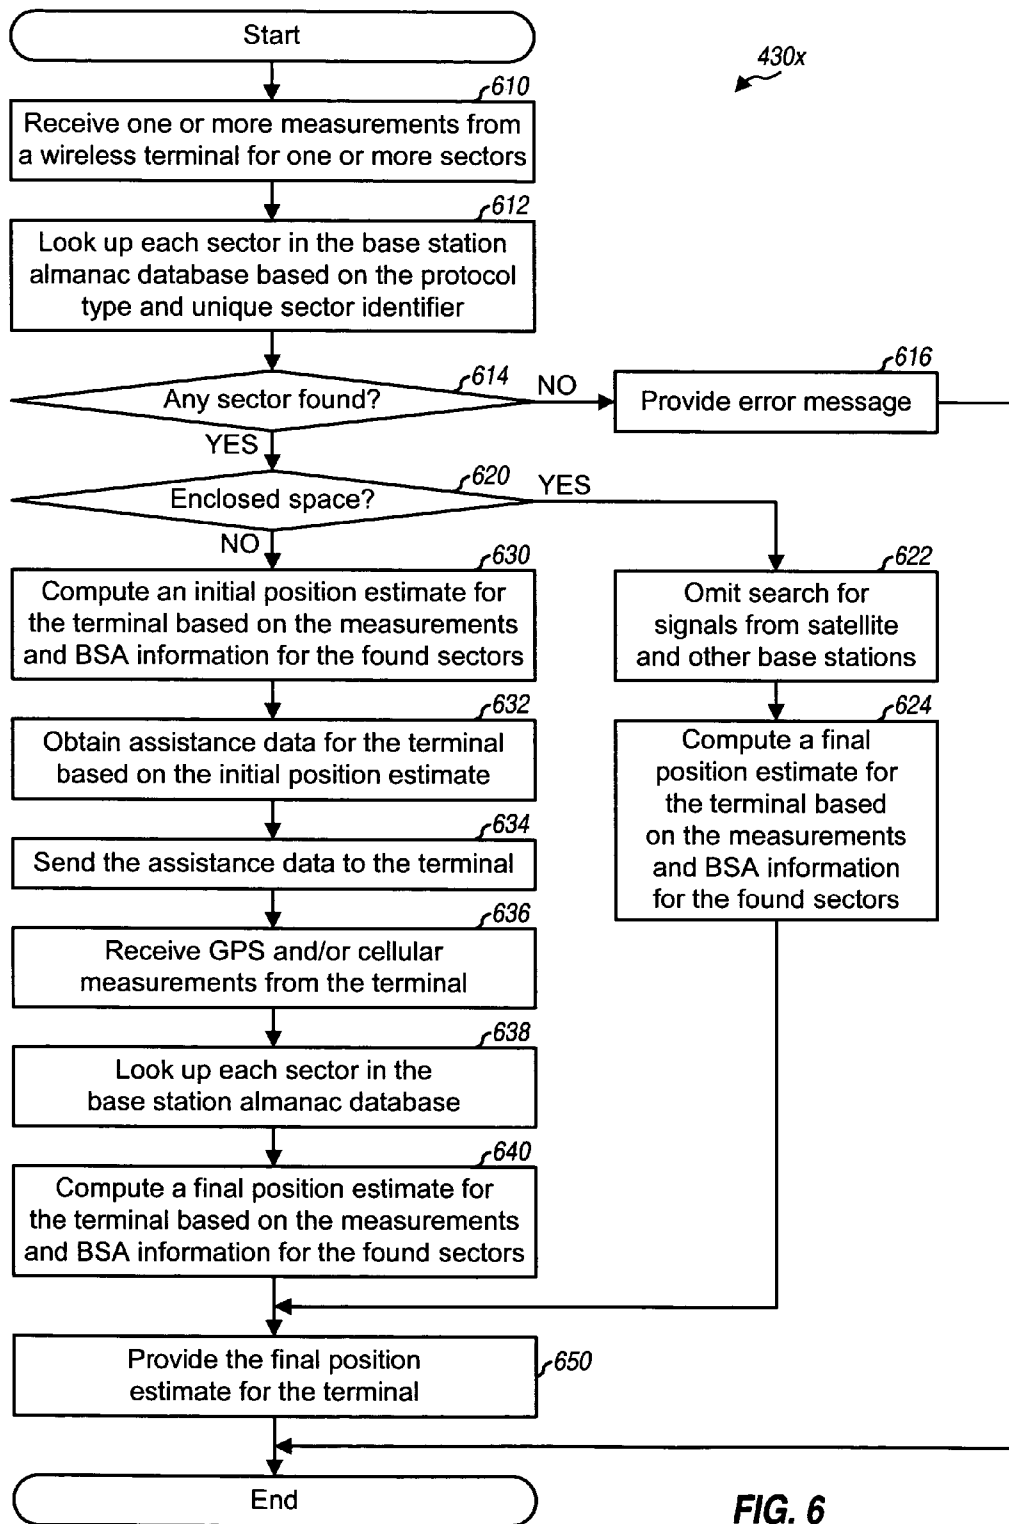 Start
430x
610
Receive one or more measurements from
a wireless terminal for one or more sectors
612
Look up each sector in the base station
almanac database based on the protocol
type and unique sector identifier
614
Any sector found?
NO
616
Provide error message
YES
620
Enclosed space?
YES
NO
630
Compute an initial position estimate for
the terminal based on the measurements
and BSA information for the found sectors
622
Omit search for
signals from satellite
and other base stations
632
Obtain assistance data for the terminal
based on the initial position estimate
624
Compute a final
position estimate for
the terminal based
on the measurements
and BSA information
for the found sectors
634
Send the assistance data to the terminal
636
Receive GPS and/or cellular
measurements from the terminal
638
Look up each sector in the
base station almanac database
640
Compute a final position estimate for
the terminal based on the measurements
and BSA information for the found sectors
Provide the final position
estimate for the terminal
650
End
FIG. 6